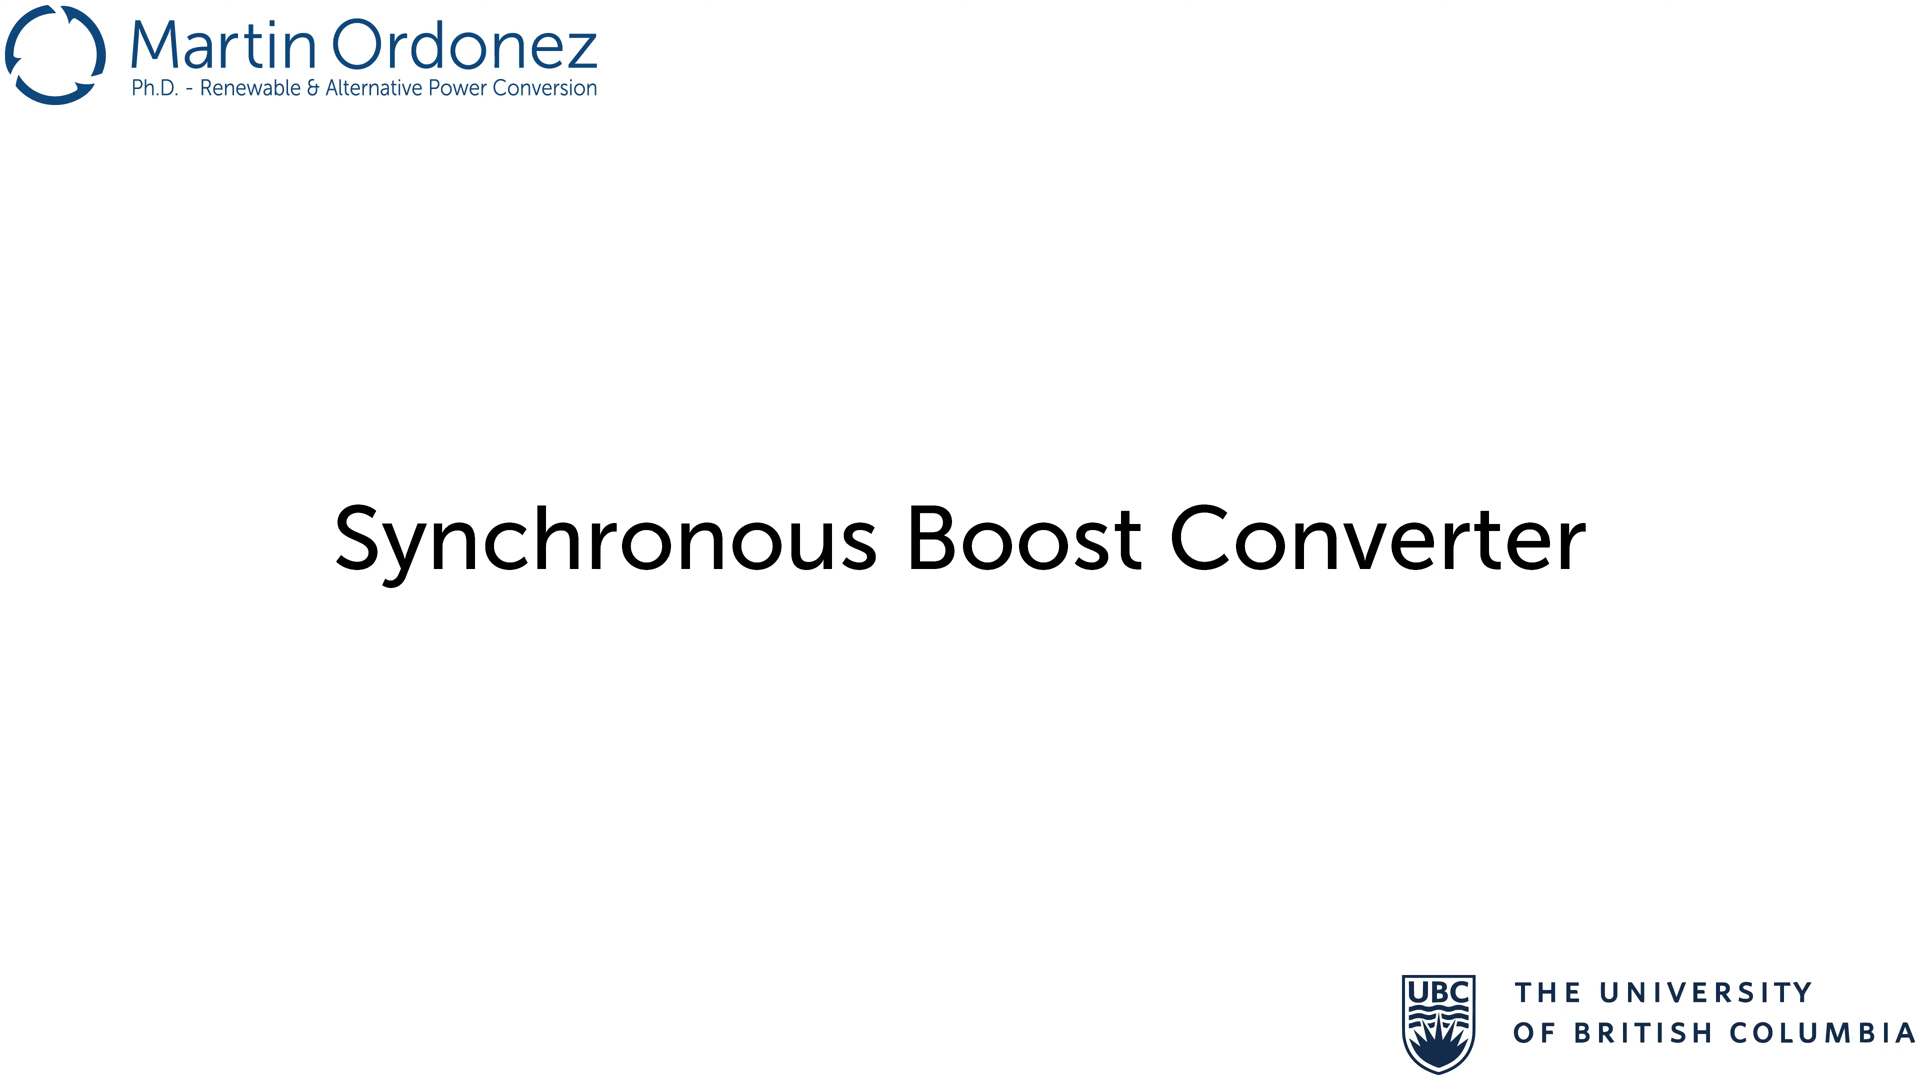 Martin Ordonez
Ph.D. - Renewable & Alternative Power Conversion
Synchronous Boost Converter
UBC
THE UNIVERSITY
OF BRITISH COLUMBIA